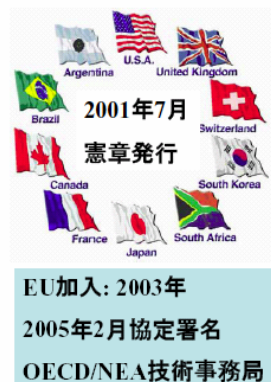 U.S.A.
Argentina
United Kingdom
Brazil
2001年7月
憲章発行
Switzerland
Canada
South Korea
France
Japan
South Africa
EU加入: 2003年
2005年2月協定署名
OECD/NEA技術事務局